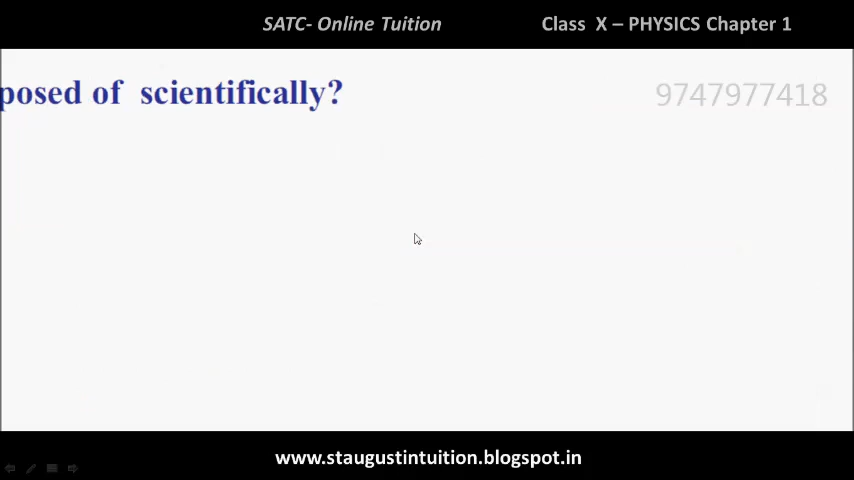 SATC- Online Tuition Class X – PHYSICS Chapter 1
posed of scientifically?
9747977418
www.staugustintuition.blogspot.in